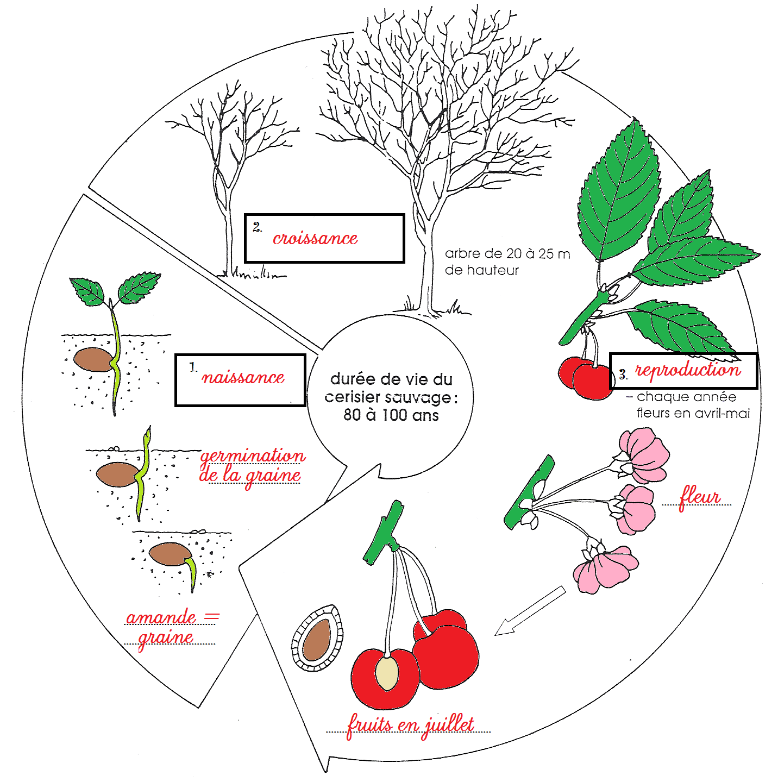 2. croissance
arbre de 20 à 25 m
de hauteur
1. naissance
durée de vie du
cerisier sauvage :
80 à 100 ans
3. reproduction
– chaque année
fleurs en avril-mai
germination
de la graine
fleur
amande =
graine
fruits en juillet